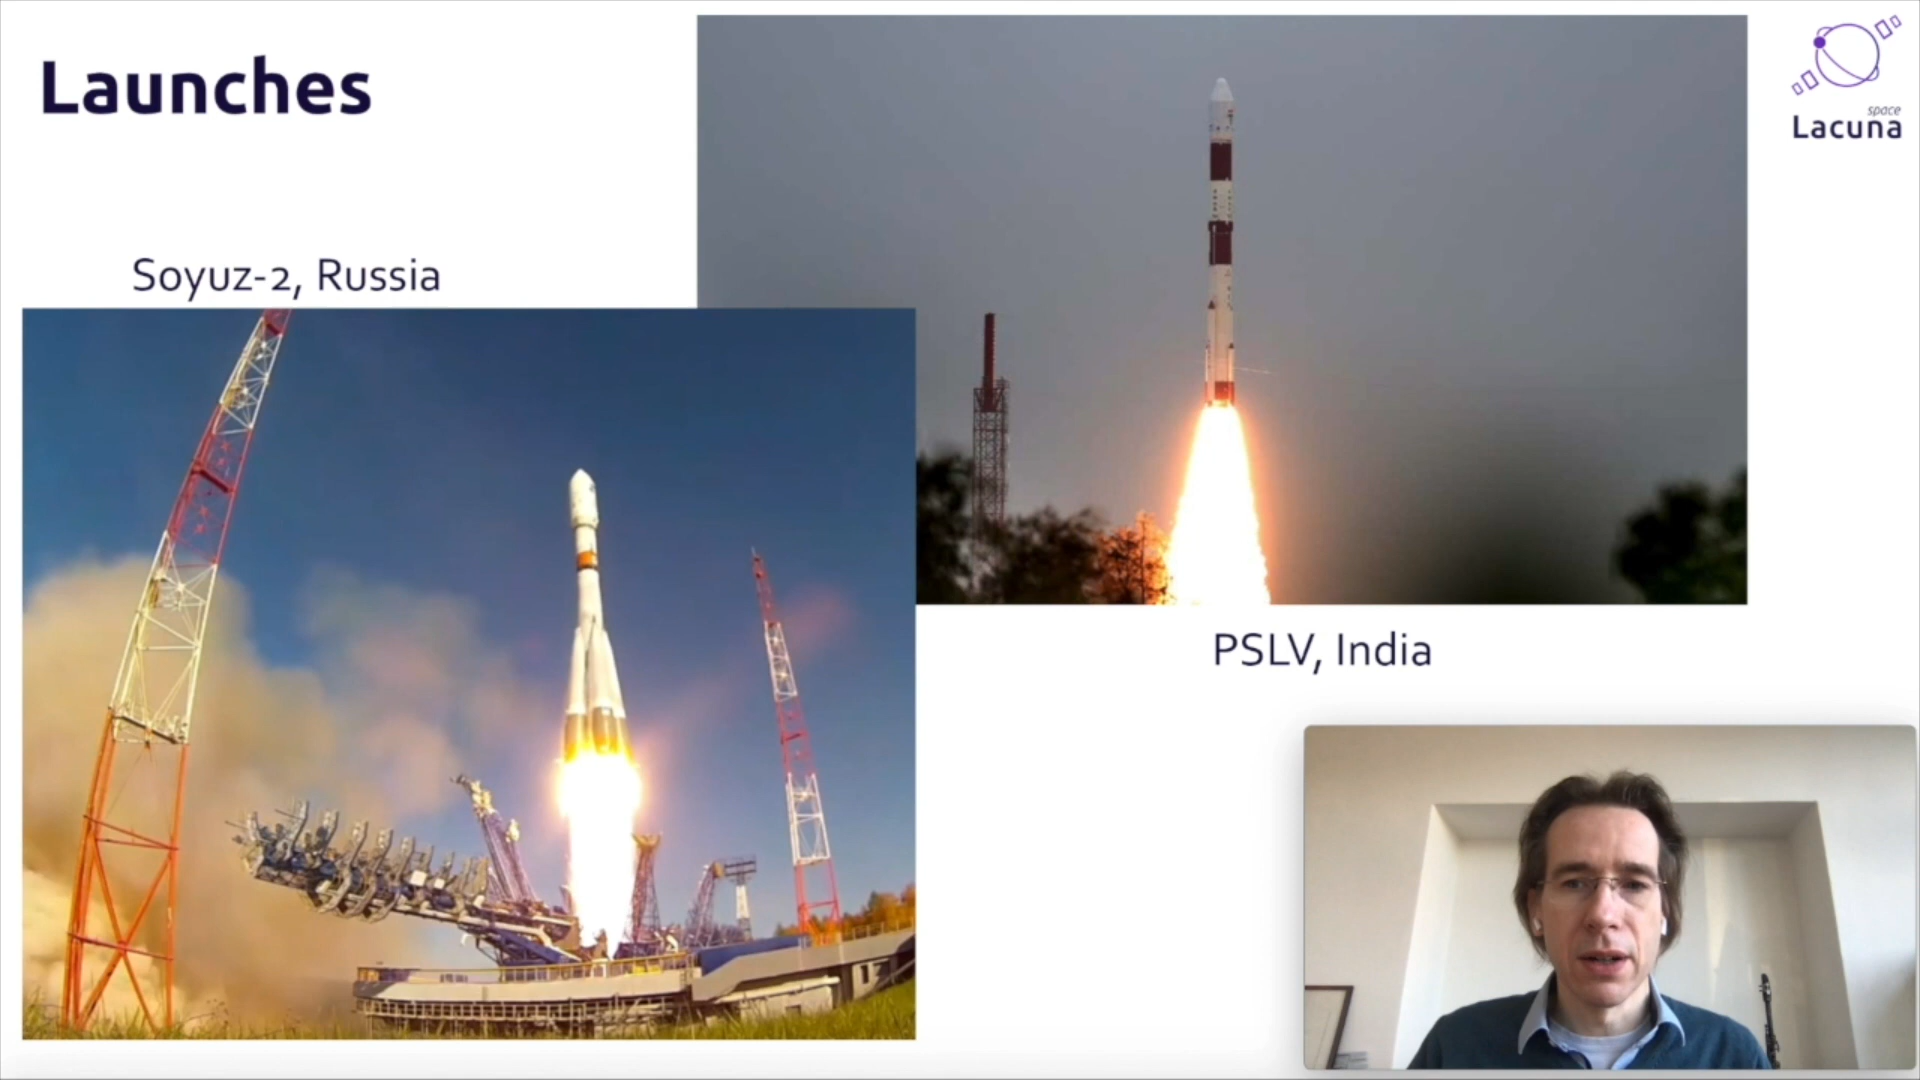 Launches
space
Lacuna
Soyuz-2, Russia
PSLV, India